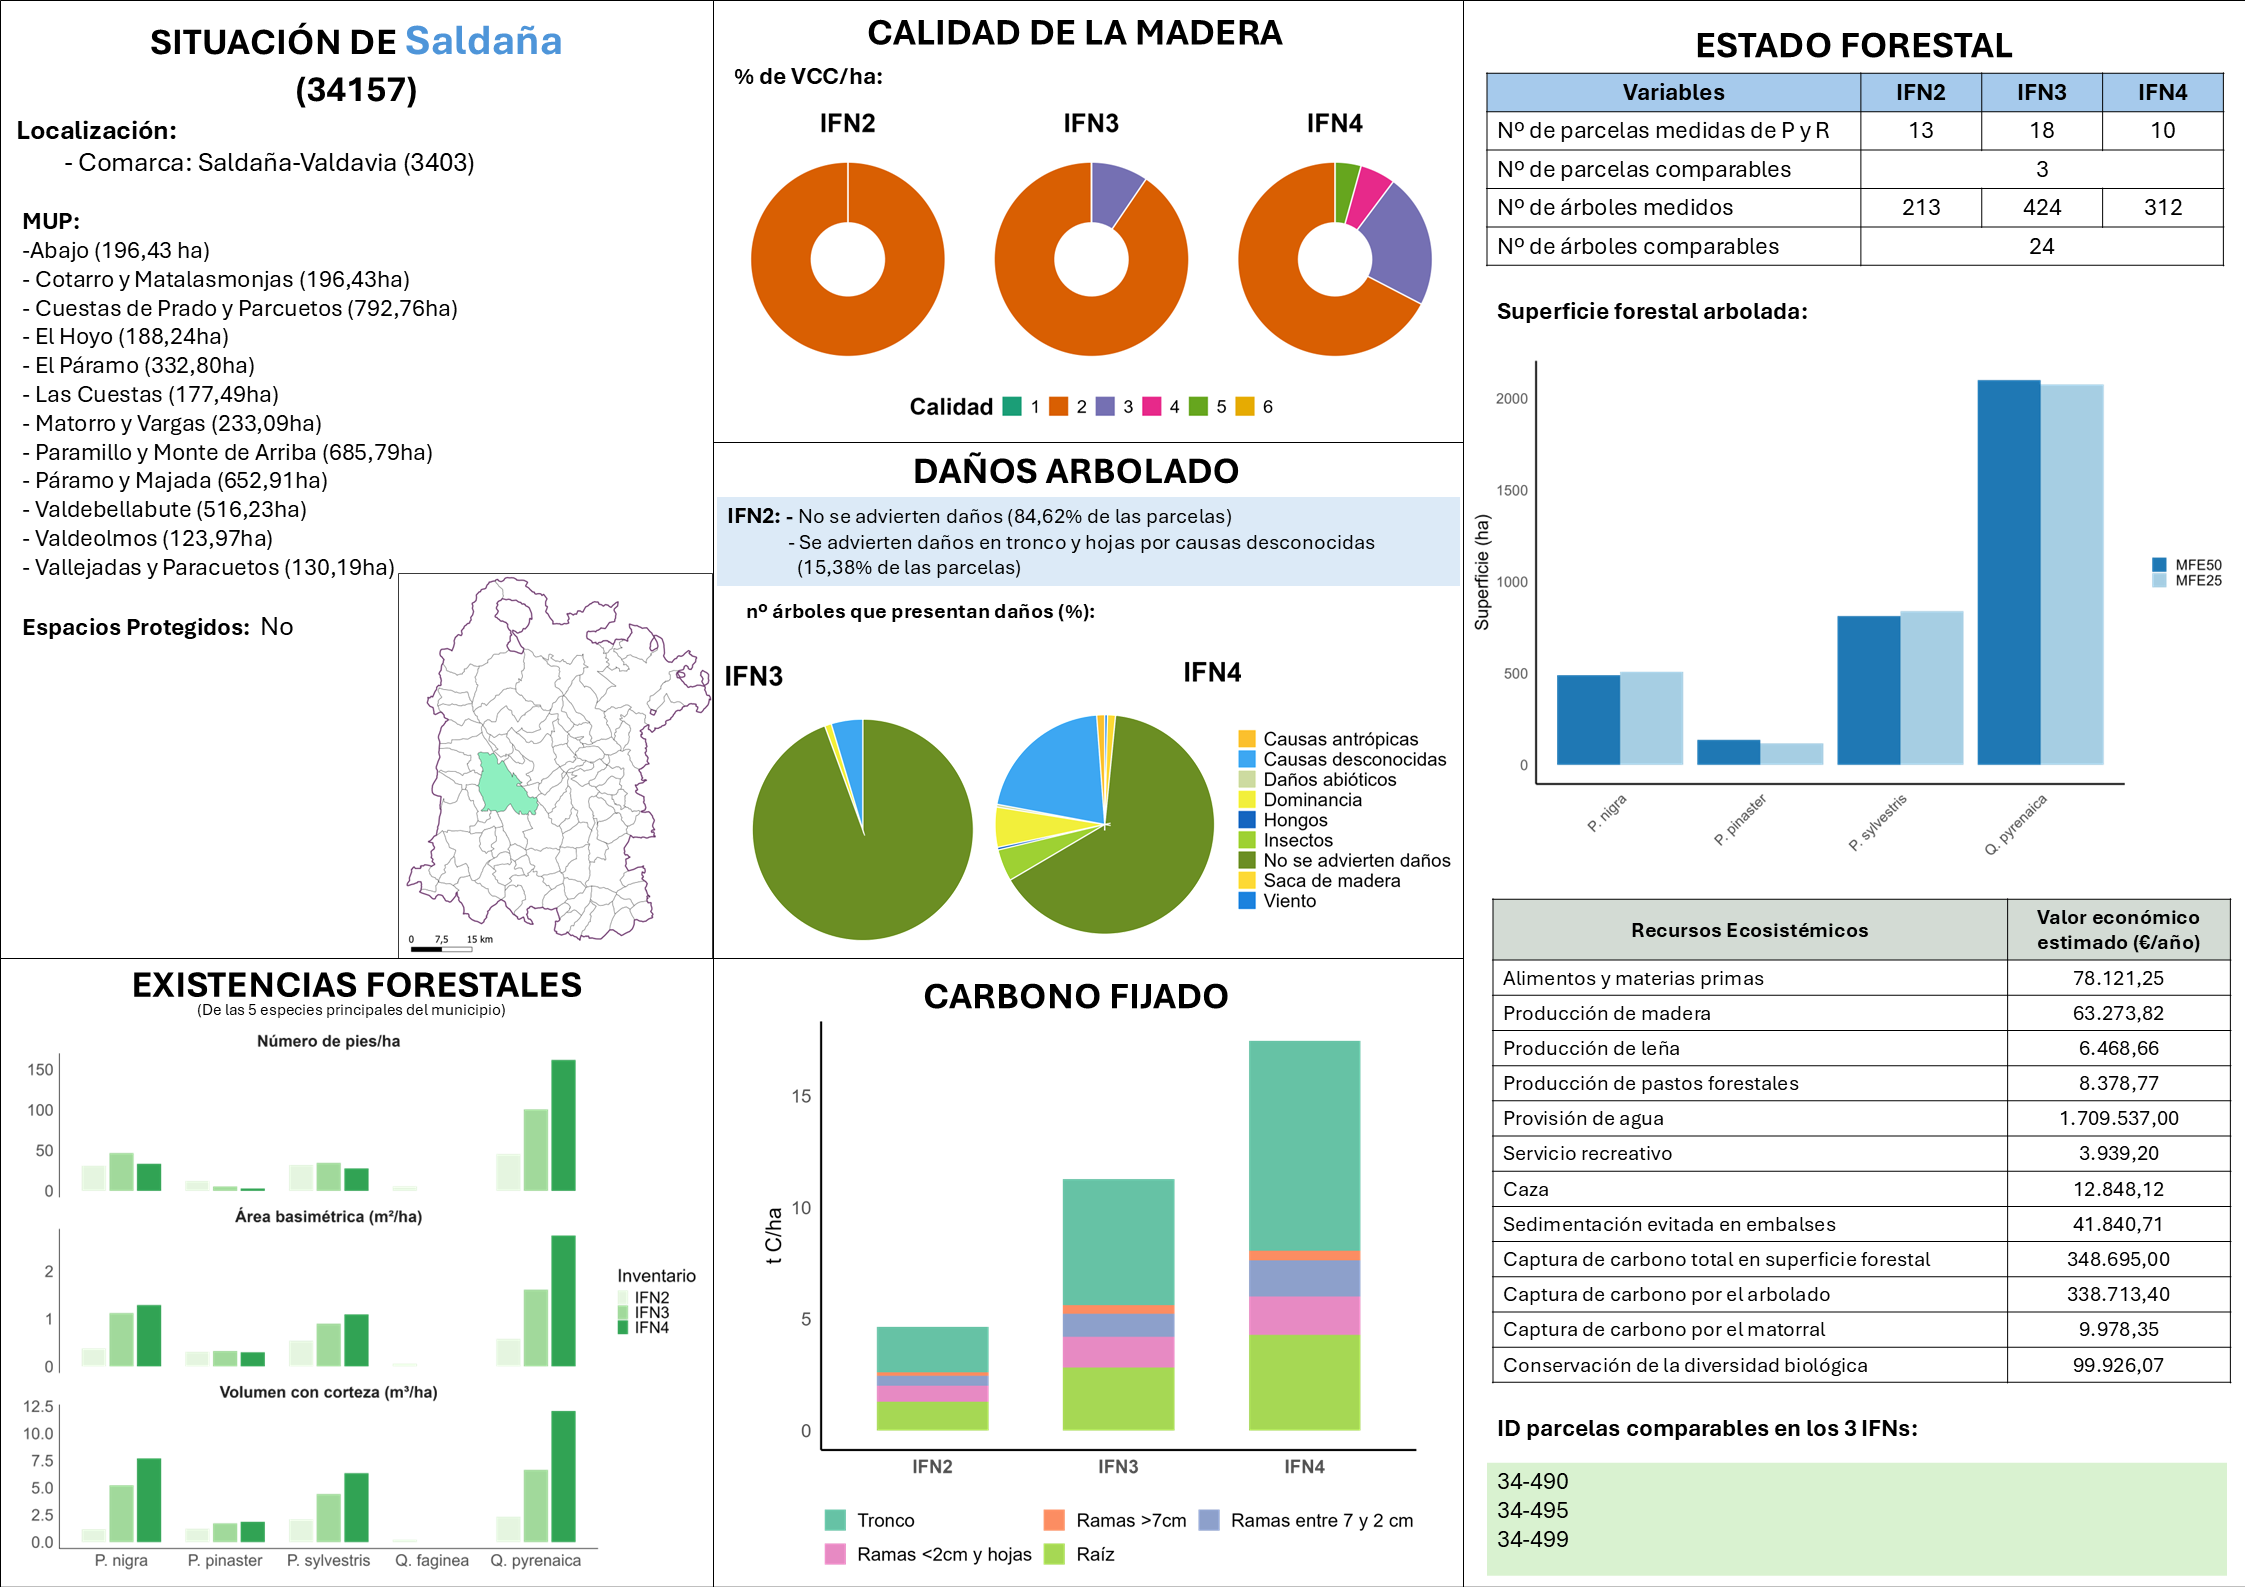 SITUACIÓN DE Saldaña
(34157)
Localización:
- Comarca: Saldaña-Valdavia (3403)
MUP:
-Abajo (196,43 ha)
- Cotarro y Matalasmonjas (196,43ha)
- Cuestas de Prado y Parcuetos (792,76ha)
- El Hoyo (188,24ha)
- El Páramo (332,80ha)
- Las Cuestas (177,49ha)
- Matorro y Vargas (233,09ha)
- Paramillo y Monte de Arriba (685,79ha)
- Páramo y Majada (652,91ha)
- Valdebellabute (516,23ha)
- Valdeolmos (123,97ha)
- Vallejadas y Paracuetos (130,19ha)
Espacios Protegidos: No
0 7,5 15 km
CALIDAD DE LA MADERA
% de VCC/ha:
IFN2 IFN3 IFN4
Calidad 1 2 3 4 5 6
DAÑOS ARBOLADO
IFN2: - No se advierten daños (84,62% de las parcelas)
- Se advierten daños en tronco y hojas por causas desconocidas
(15,38% de las parcelas)
nº árboles que presentan daños (%):
IFN3
IFN4
Causas antrópicas
Causas desconocidas
Daños abióticos
Dominancia
Hongos
Insectos
No se advierten daños
Saca de madera
Viento
ESTADO FORESTAL
Variables IFN2 IFN3 IFN4
Nº de parcelas medidas de P y R 13 18 10
Nº de parcelas comparables 3
Nº de árboles medidos 213 424 312
Nº de árboles comparables 24
Superficie forestal arbolada:
Superficie (ha)
2000
1500
1000
500
0
P. nigra
P. pinaster
P. sylvestris
Q. pyrenaica
MFE50
MFE25
Recursos Ecosistémicos Valor económico
estimado (€/año)
Alimentos y materias primas 78.121,25
Producción de madera 63.273,82
Producción de leña 6.468,66
Producción de pastos forestales 8.378,77
Provisión de agua 1.709.537,00
Servicio recreativo 3.939,20
Caza 12.848,12
Sedimentación evitada en embalses 41.840,71
Captura de carbono total en superficie forestal 348.695,00
Captura de carbono por el arbolado 338.713,40
Captura de carbono por el matorral 9.978,35
Conservación de la diversidad biológica 99.926,07
ID parcelas comparables en los 3 IFNs:
34-490
34-495
34-499
EXISTENCIAS FORESTALES
(De las 5 especies principales del municipio)
Número de pies/ha
150
100
50
0
Área basimétrica (m²/ha)
2
1
0
Volumen con corteza (m³/ha)
12.5
10.0
7.5
5.0
2.5
0.0
P. nigra P. pinaster P. sylvestris Q. faginea Q. pyrenaica
Inventario
IFN2
IFN3
IFN4
CARBONO FIJADO
t C/ha
15
10
5
0
IFN2 IFN3 IFN4
Tronco Ramas >7cm Ramas entre 7 y 2 cm
Ramas <2cm y hojas Raíz